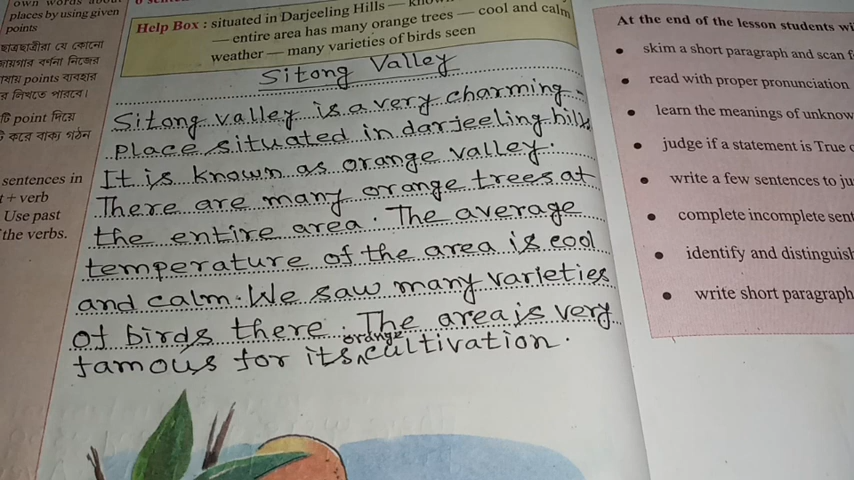 own words about
places by using given
points
ছাত্রছাত্রীরা যে কোনো
জায়গার বর্ণনা নিজের
points ব্যবহার
র লিখতে পারবে।
টি point দিয়ে
করে বাক্য গঠন
sentences in
t + verb
Use past
the verbs.
Help Box : situated in Darjeeling Hills —
— entire area has many orange trees — cool and calm
weather — many varieties of birds seen
Sitong Valley
Sitong valley is a very charming
place situated in darjeeling hills
It is known as orange valley.
There are many orange trees at
the entire area. The average
temperature of the area is cool
and calm. We saw many varieties
of birds there. The area is very
famous for its orange cultivation.
At the end of the lesson students wi
• skim a short paragraph and scan f
• read with proper pronunciation
• learn the meanings of unknow
• judge if a statement is True
• write a few sentences to ju
• complete incomplete sent
• identify and distinguish
• write short paragraph